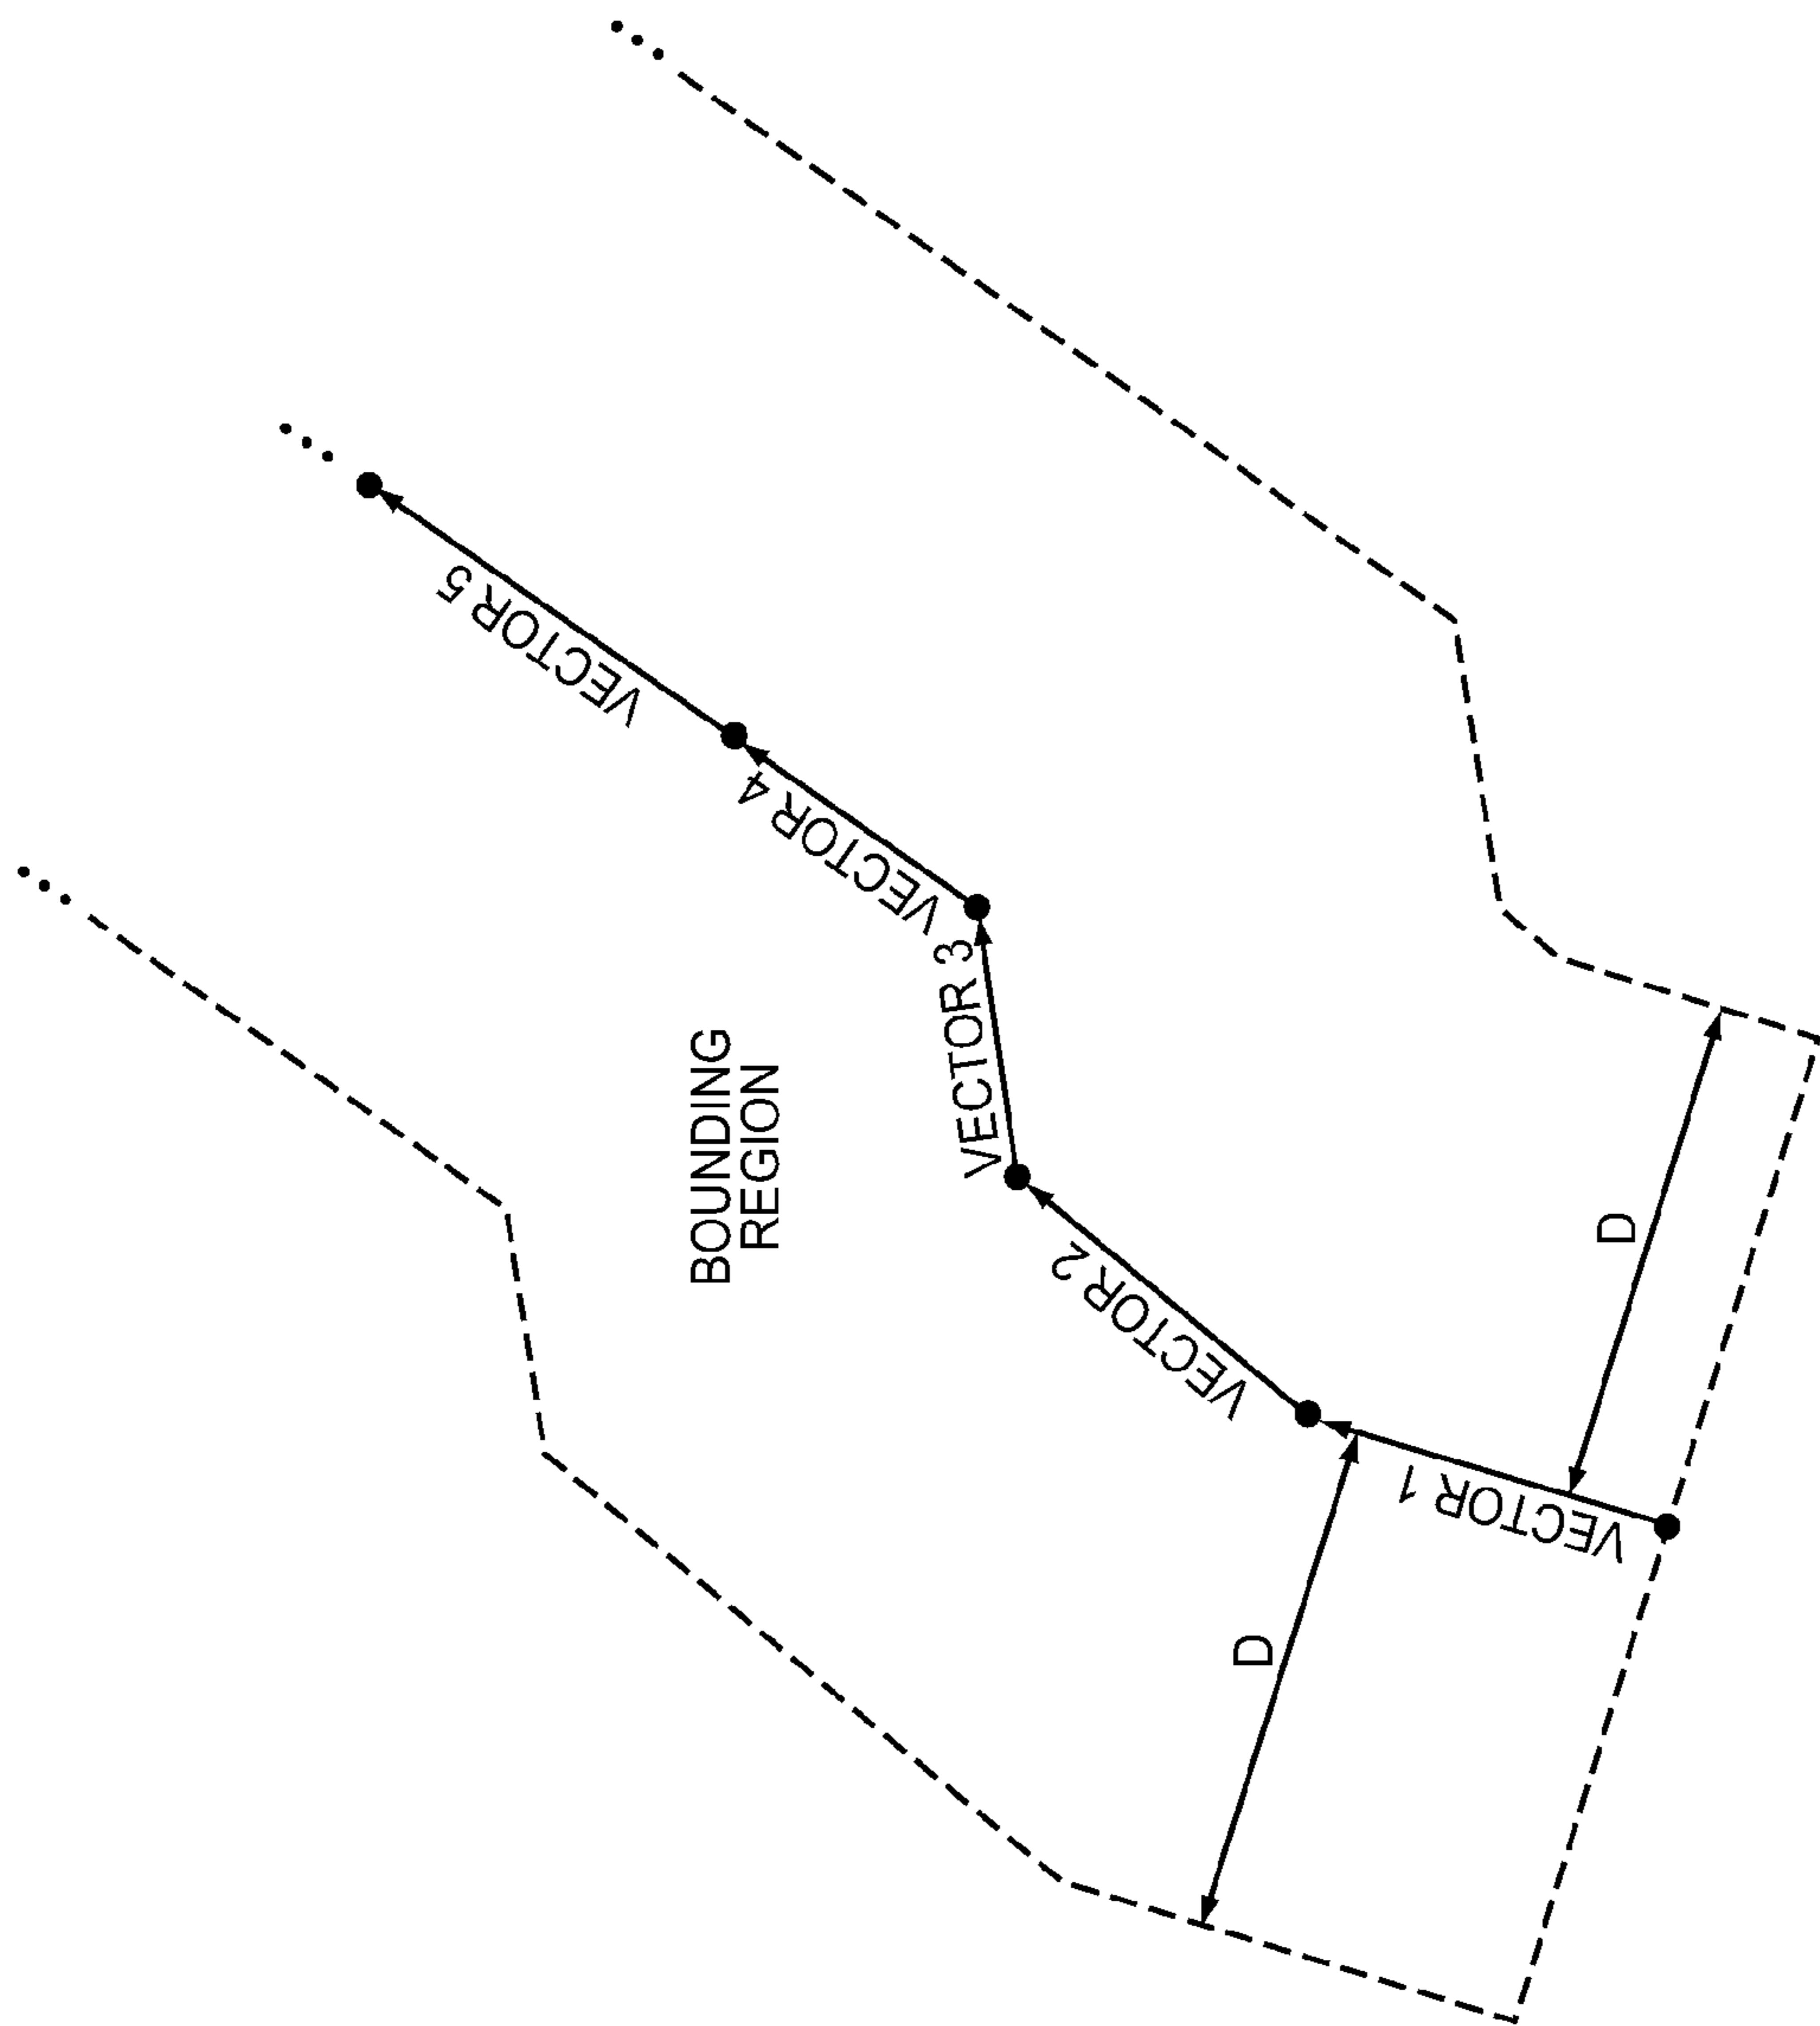 BOUNDING
REGION
VECTOR 1
VECTOR 2
VECTOR 3
VECTOR 4
VECTOR 5
D
D